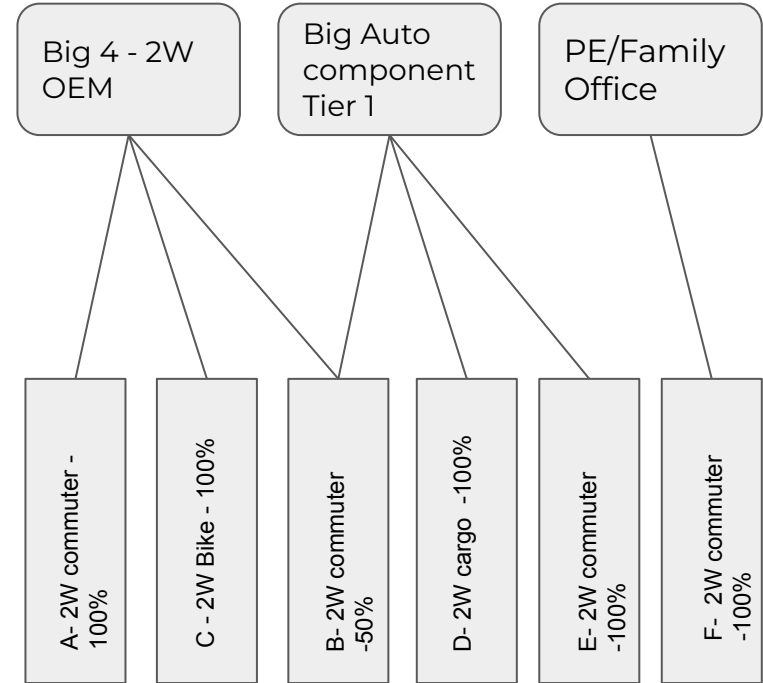 Big 4 - 2W
OEM
Big Auto
component
Tier 1
PE/Family
Office
A- 2W commuter -
100%
C - 2W Bike - 100%
B- 2W commuter
-50%
D- 2W cargo  -100%
E- 2W commuter
-100%
F-  2W commuter
-100%